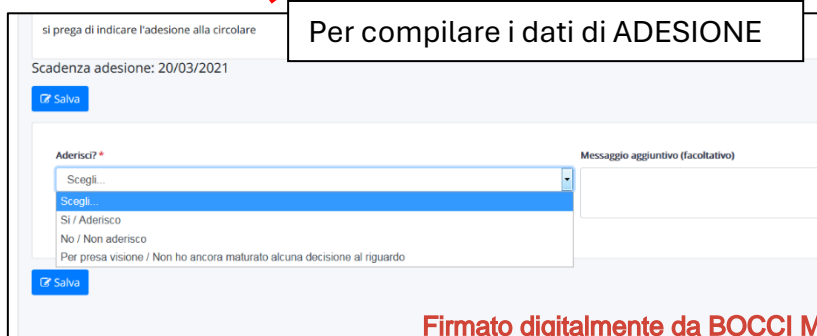 si prega di indicare l'adesione alla circolare
Per compilare i dati di ADESIONE
Scadenza adesione: 20/03/2021
Salva
Aderisci? *
Messaggio aggiuntivo (facoltativo)
Scegli...
Scegli...
Si / Aderisco
No / Non aderisco
Per presa visione / Non ho ancora maturato alcuna decisione al riguardo
Salva
Firmato digitalmente da BOCCI M